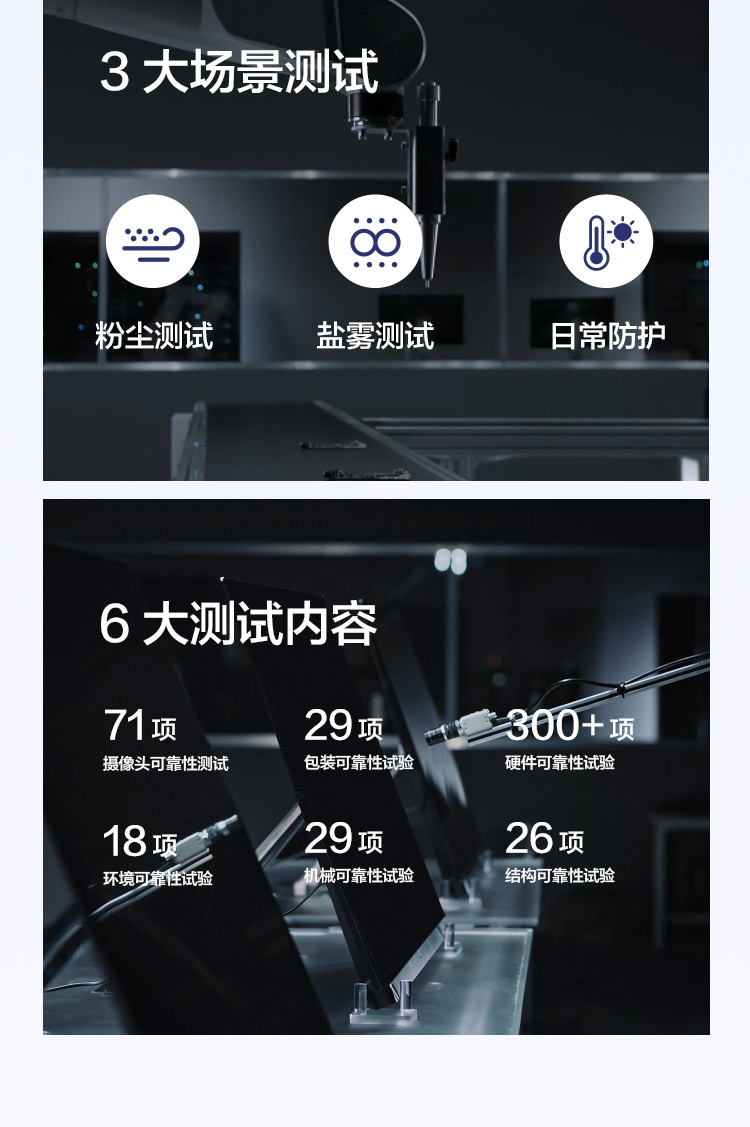 3 大场景测试
粉尘测试
盐雾测试
日常防护
6 大测试内容
71 项
摄像头可靠性测试
29 项
包装可靠性试验
300+ 项
硬件可靠性试验
18 项
环境可靠性试验
29 项
机械可靠性试验
26 项
结构可靠性试验